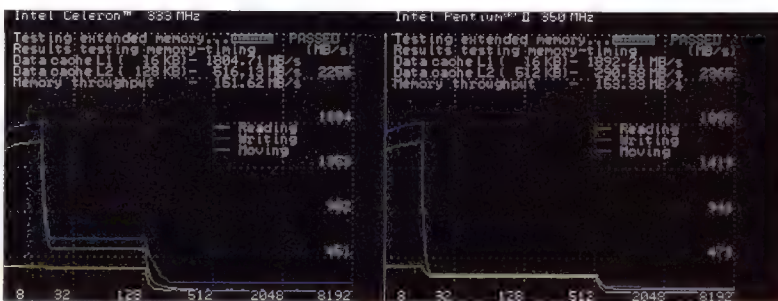 Intel Celeron™ 333 MHz
Testing extended memory... PASSED
Results testing memory-timing (MB/s)
Data cache L1 ( 16 KB)- 1804.71 MB/s
Data cache L2 ( 128 KB)- 616.13 MB/s
Memory throughput - 161.62 MB/s
Reading
Writing
Moving
8 32 128 512 2048 8192
Intel Pentium™ II 350 MHz
Testing extended memory... PASSED
Results testing memory-timing (MB/s)
Data cache L1 ( 16 KB)- 1892.21 MB/s
Data cache L2 ( 512 KB)-
Memory throughput - 163.33 MB/s
Reading
Writing
Moving
8 32 128 512 2048 8192